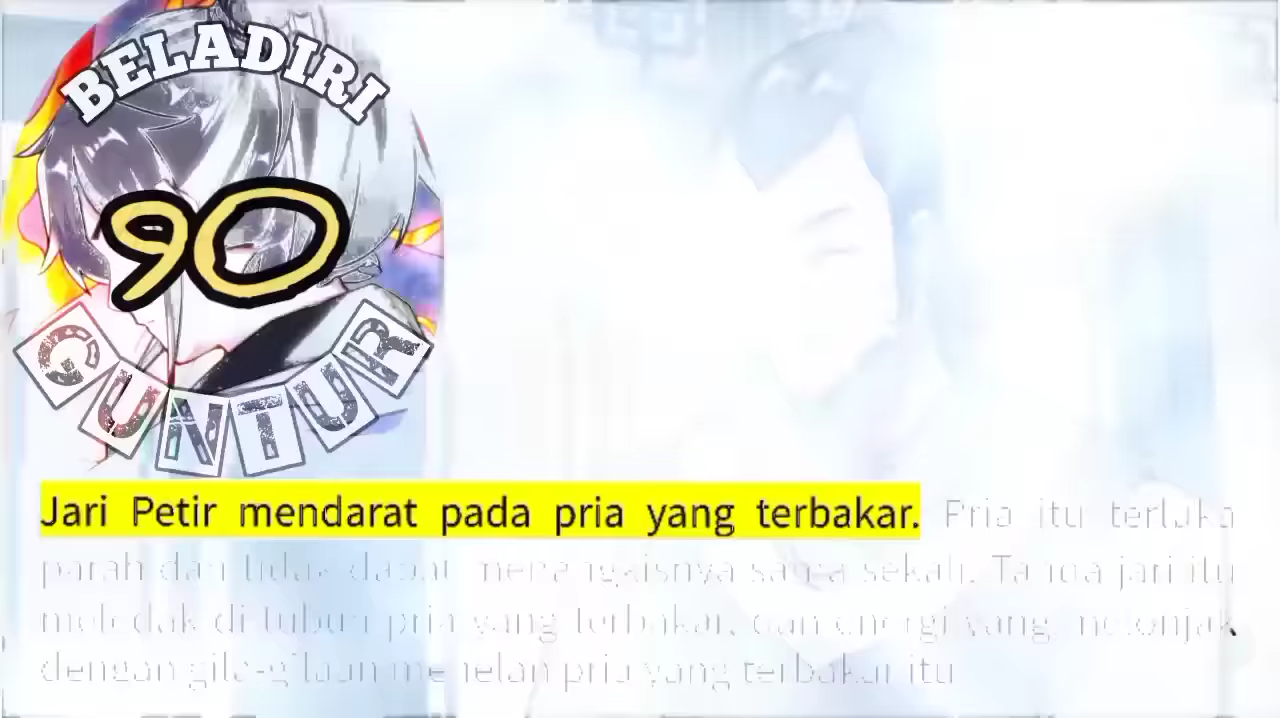 BELADIRI
90
GUNTUR
Jari Petir mendarat pada pria yang terbakar. Pria itu terluka
parah dan tidak dapat menangkisnya sama sekali. Tanda jari itu
meledak di tubuh pria yang terbakar, dan energi yang melonjak
dengan gila-gilaan menelan pria yang terbakar itu